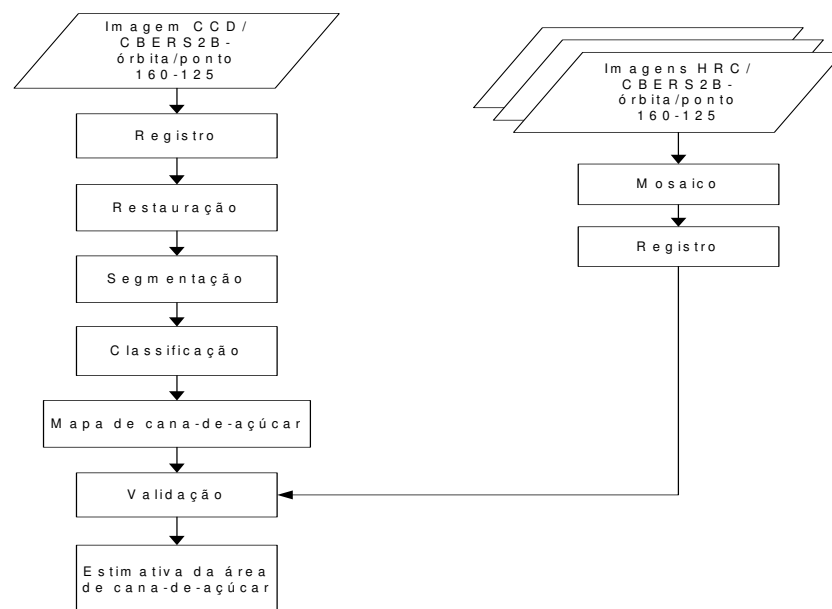 Imagem CCD/
CBERS2B-
órbita/ponto
160-125
Registro
Restauração
Segmentação
Classificação
Mapa de cana-de-açúcar
Validação
Estimativa da área
de cana-de-açúcar
Imagens HRC/
CBERS2B-
órbita/ponto
160-125
Mosaico
Registro